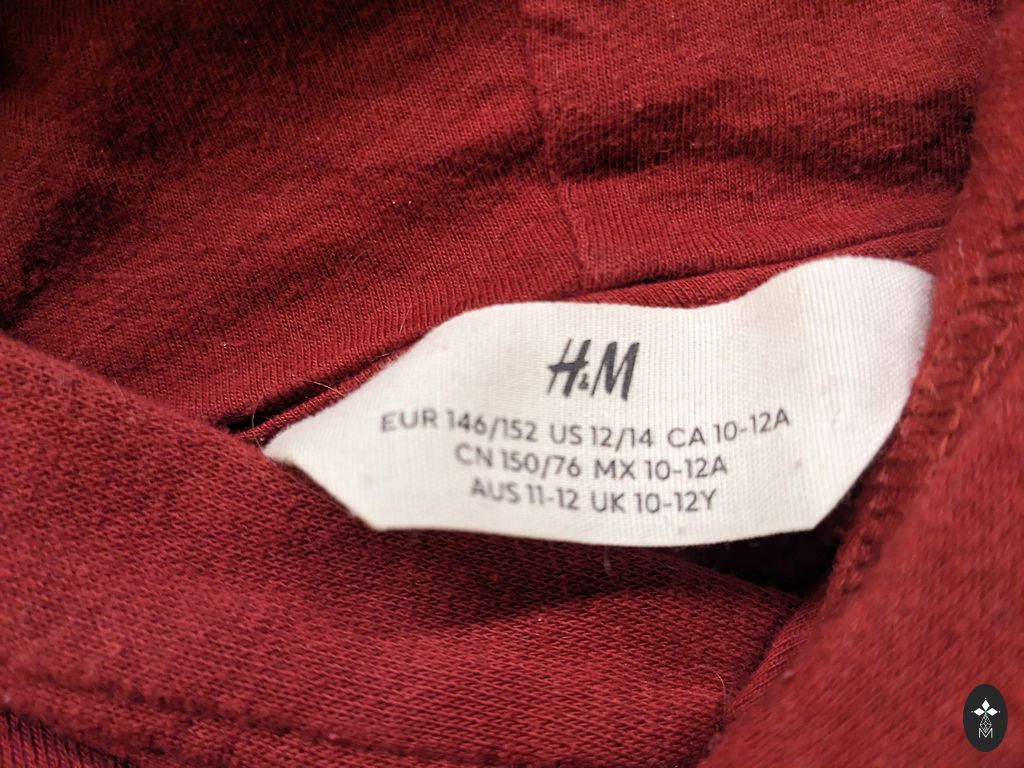 H&M
EUR 146/152 US 12/14 CA 10-12A
CN 150/76 MX 10-12A
AUS 11-12 UK 10-12Y
M